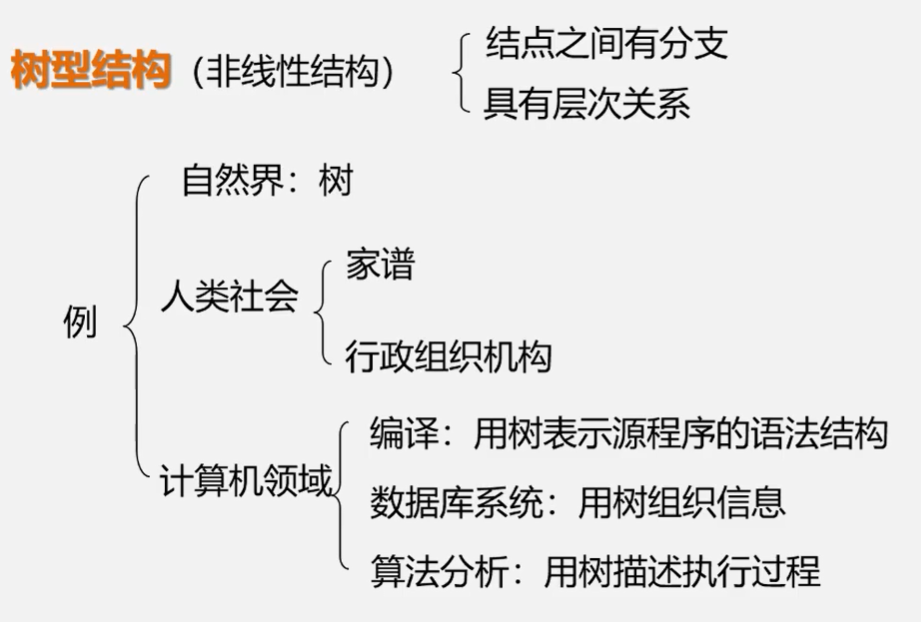 树型结构（非线性结构）
结点之间有分支
具有层次关系
例
自然界：树
人类社会
家谱
行政组织机构
计算机领域
编译：用树表示源程序的语法结构
数据库系统：用树组织信息
算法分析：用树描述执行过程